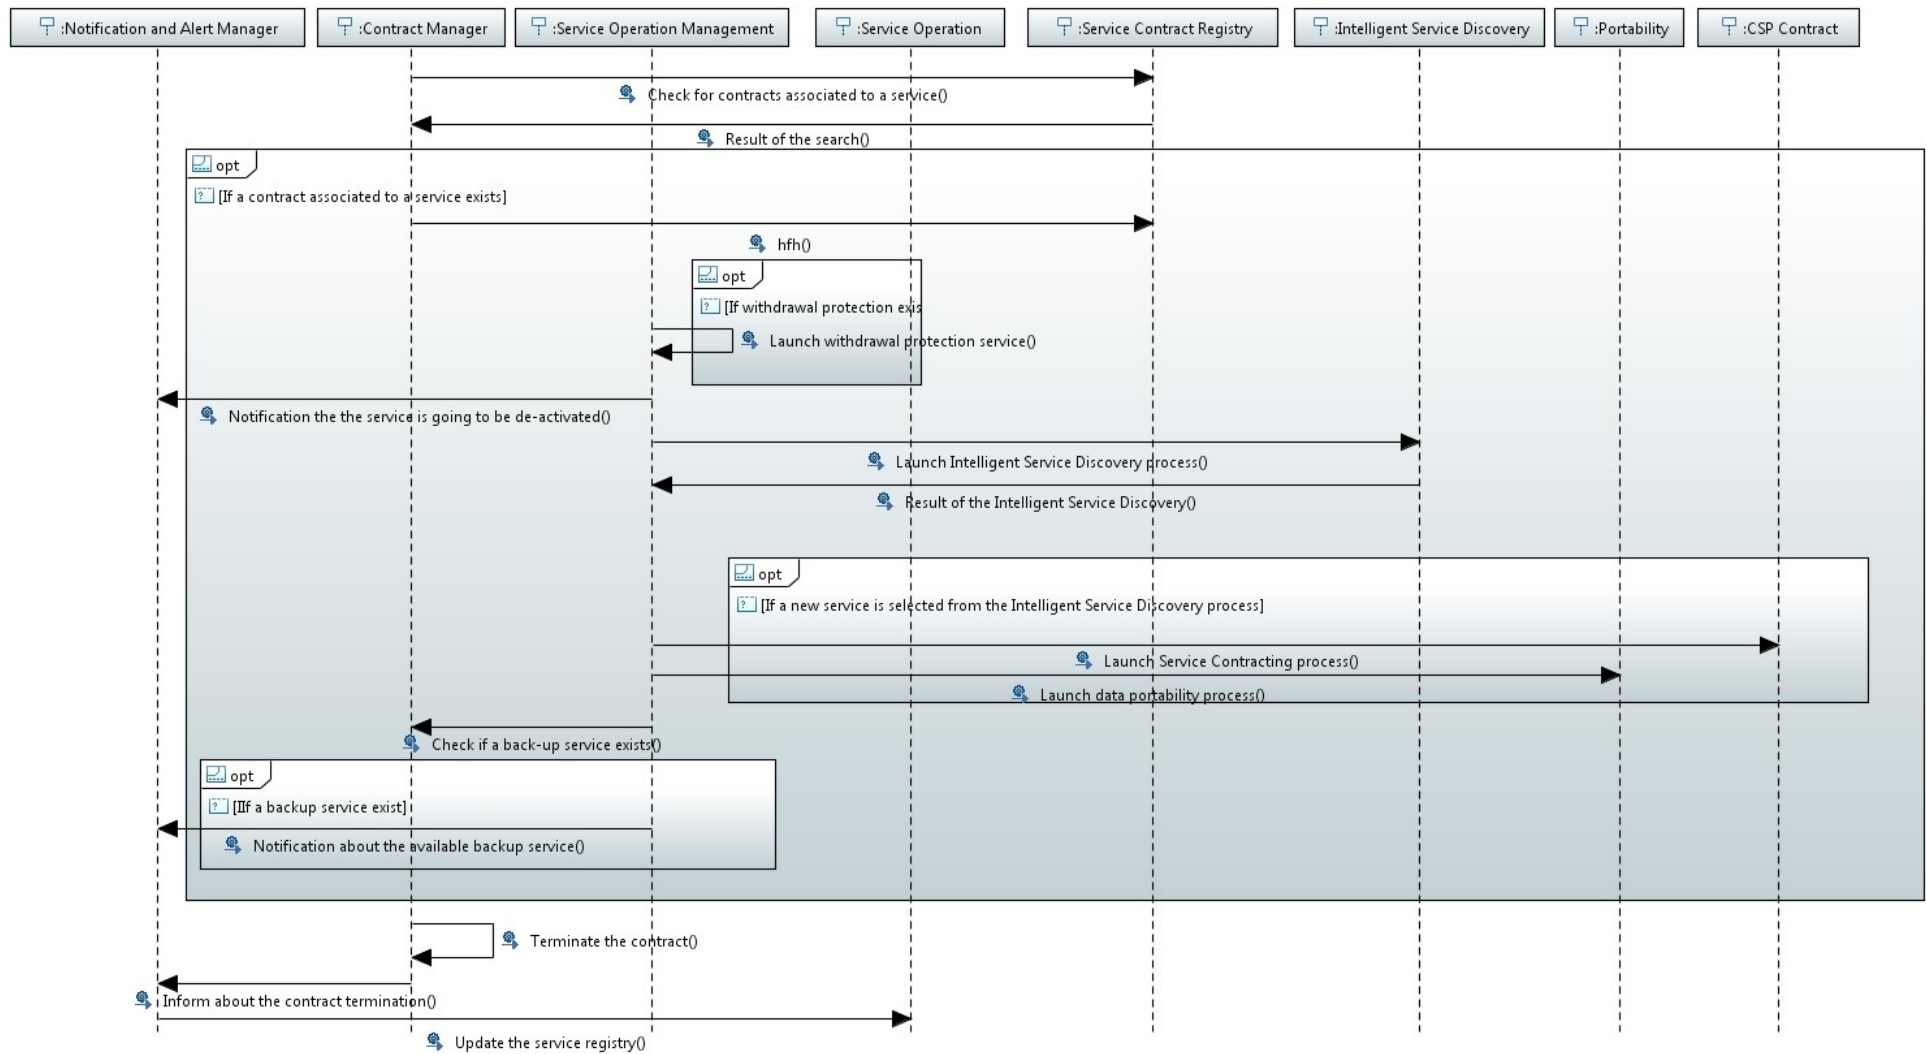 :Notification and Alert Manager
:Contract Manager
:Service Operation Management
:Service Operation
:Service Contract Registry
:Intelligent Service Discovery
:Portability
:CSP Contract
Check for contracts associated to a service()
Result of the search()
opt
[If a contract associated to a service exists]
hfh()
opt
[If withdrawal protection exis
Launch withdrawal protection service()
Notification the the service is going to be de-activated()
Launch Intelligent Service Discovery process()
Result of the Intelligent Service Discovery()
opt
[If a new service is selected from the Intelligent Service Discovery process]
Launch Service Contracting process()
Launch data portability process()
Check if a back-up service exists()
opt
[IIf a backup service exist]
Notification about the available backup service()
Terminate the contract()
Inform about the contract termination()
Update the service registry()